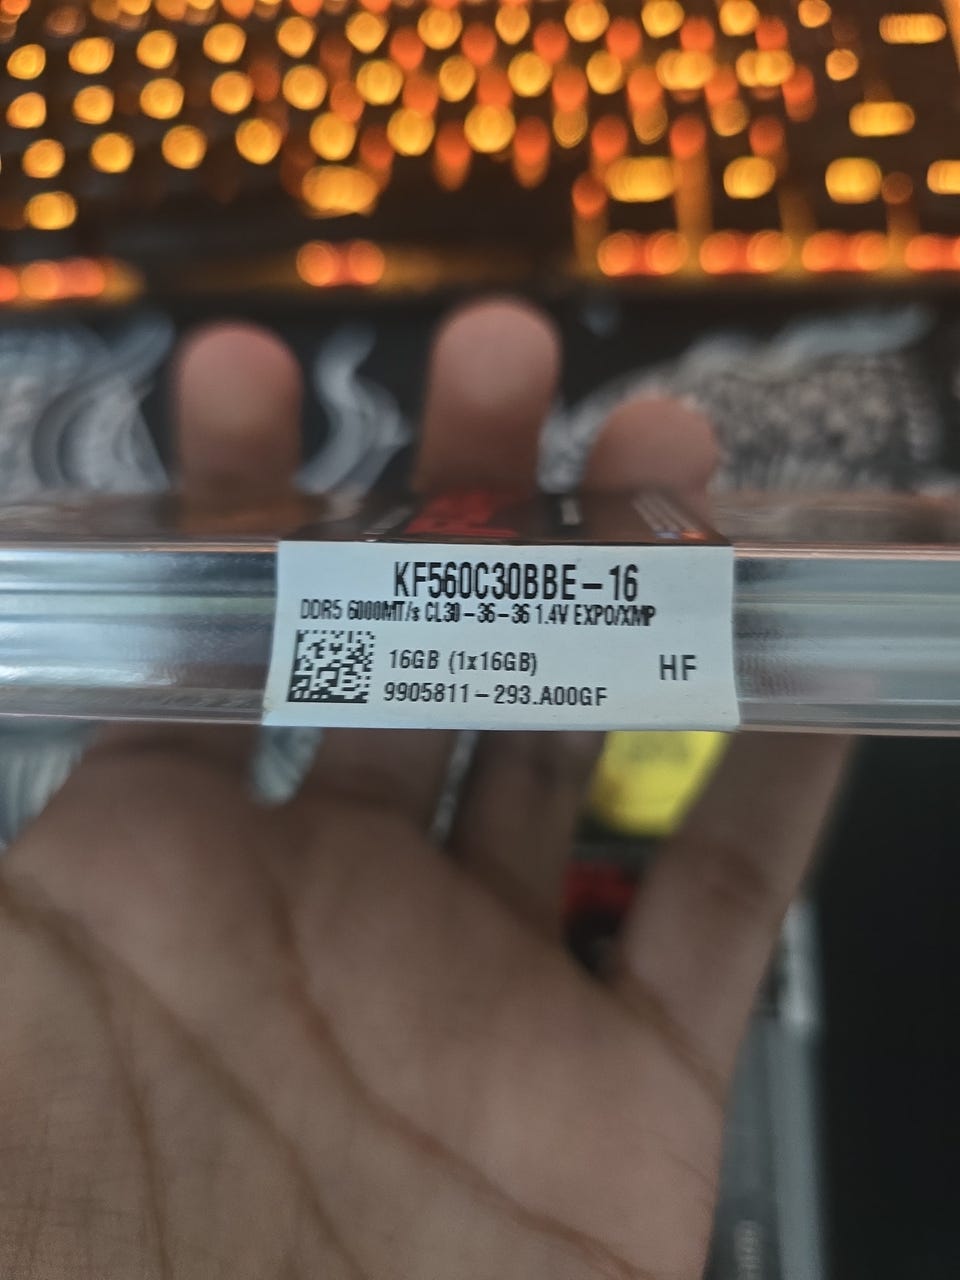 KF560C30BBE-16
DDR5 6000MT/s CL30-36-36 1.4V EXPO/XMP
16GB (1x16GB)
HF
9905811-293.A00GF